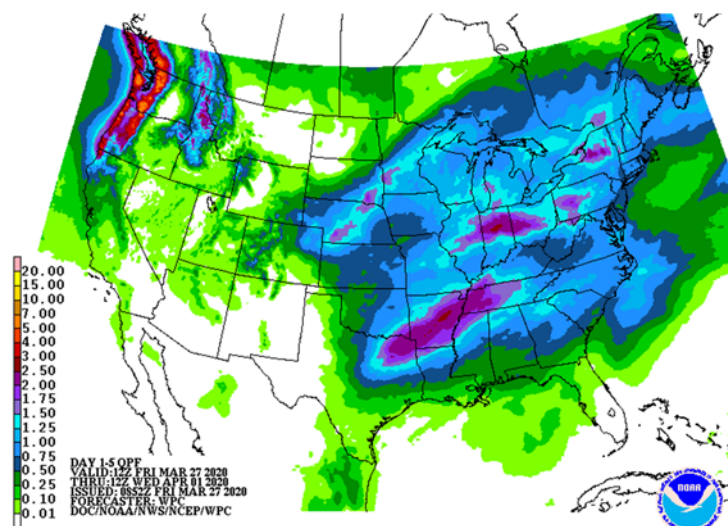 20.00
15.00
10.00
7.00
5.00
4.00
3.00
2.50
2.00
1.75
1.50
1.25
1.00
0.75
0.50
0.25
0.10
0.01
DAY 1-5 QPF
VALID:12Z FRI MAR 27 2020
THRU:12Z WED APR 01 2020
ISSUED: 0852Z FRI MAR 27 2020
FORECASTER: WPC
DOC/NOAA/NWS/NCEP/WPC
NOAA